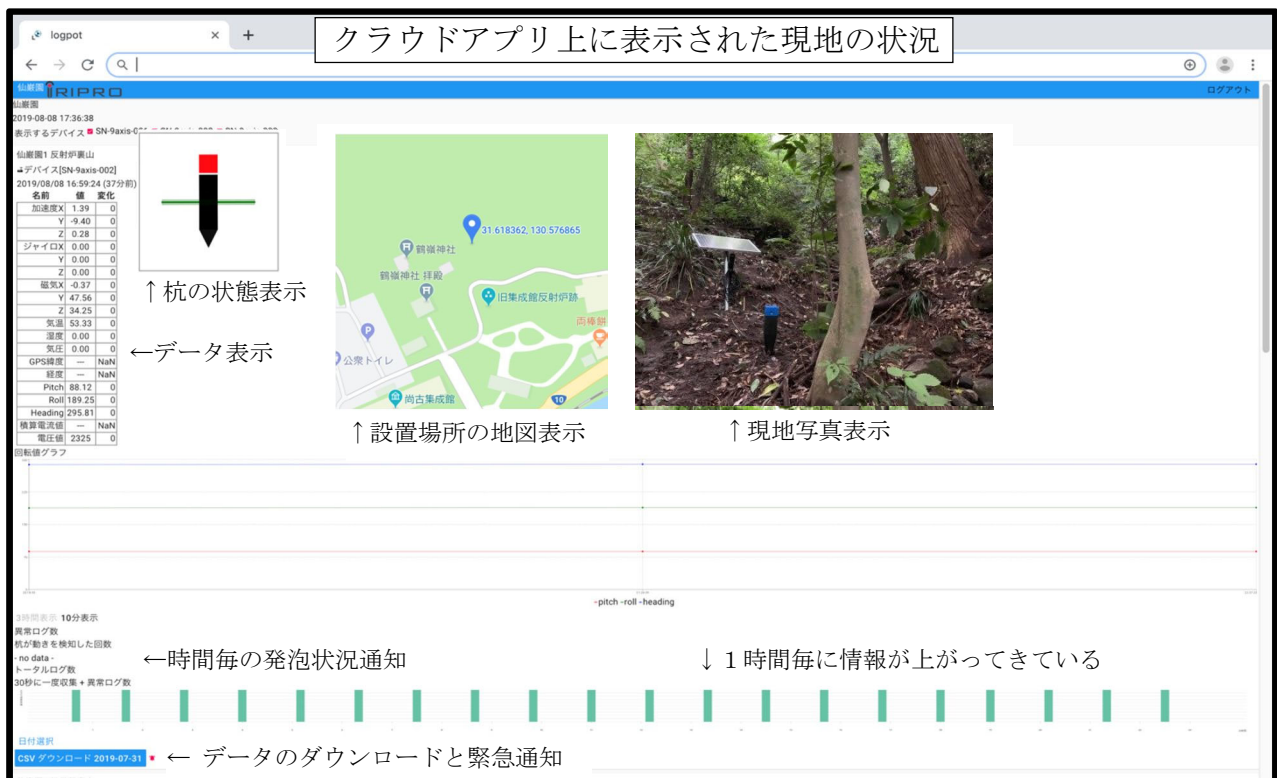 クラウドアプリ上に表示された現地の状況
logpot
仙巌園 RIPRO
ログアウト
仙巌園
2019-08-08 17:36:38
表示するデバイス SN-9axis-001
仙巌園1 反射炉裏山
デバイス[SN-9axis-002]
2019/08/08 16:59:24 (37分前)
名前 値 変化
加速度X 1.39 0
Y -9.40 0
Z 0.28 0
ジャイロX 0.00 0
Y 0.00 0
Z 0.00 0
磁気X -0.37 0
Y 47.56 0
Z 34.25 0
気温 53.33 0
湿度 0.00 0
気圧 0.00 0
GPS緯度 — NaN
経度 — NaN
Pitch 88.12 0
Roll 189.25 0
Heading 295.81 0
積算電流値 — NaN
電圧値 2325 0
↑杭の状態表示
←データ表示
31.618362, 130.576865
鶴嶺神社
鶴嶺神社 拝殿
旧集成館反射炉跡
両棒餅
P
公衆トイレ
尚古集成館
10
↑設置場所の地図表示
↑現地写真表示
回転値グラフ
-pitch -roll -heading
3時間表示 10分表示
異常ログ数
杭が動きを検知した回数
- no data -
トータルログ数
30秒に一度収集 + 異常ログ数
←時間毎の発泡状況通知
↓１時間毎に情報が上がってきている
日付選択
CSV ダウンロード 2019-07-31
← データのダウンロードと緊急通知